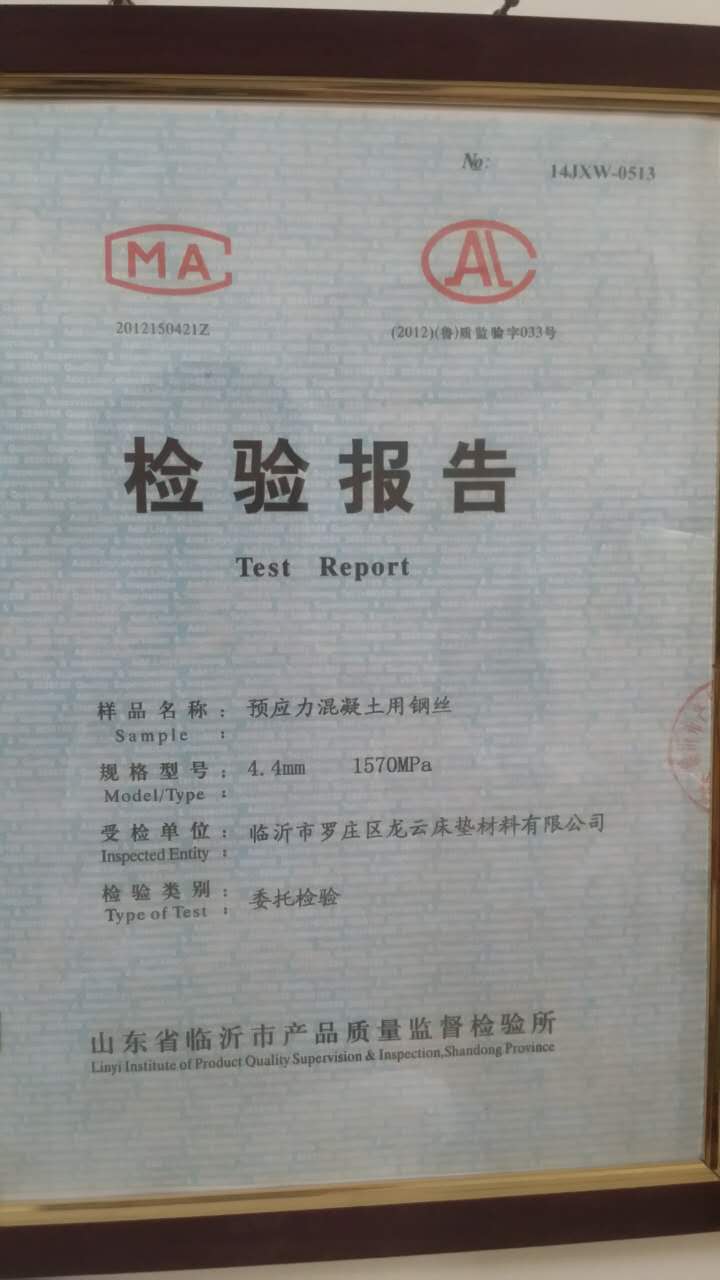 №: 14JXW-0513
MA
AL
2012150421Z
(2012)(鲁)质监验字033号
检验报告
Test Report
样品名称: 预应力混凝土用钢丝
Sample :
规格型号: 4.4mm 1570MPa
Model/Type :
受检单位: 临沂市罗庄区龙云床垫材料有限公司
Inspected Entity :
检验类别: 委托检验
Type of Test :
山东省临沂市产品质量监督检验所
Linyi Institute of Product Quality Supervision & Inspection,Shandong Province